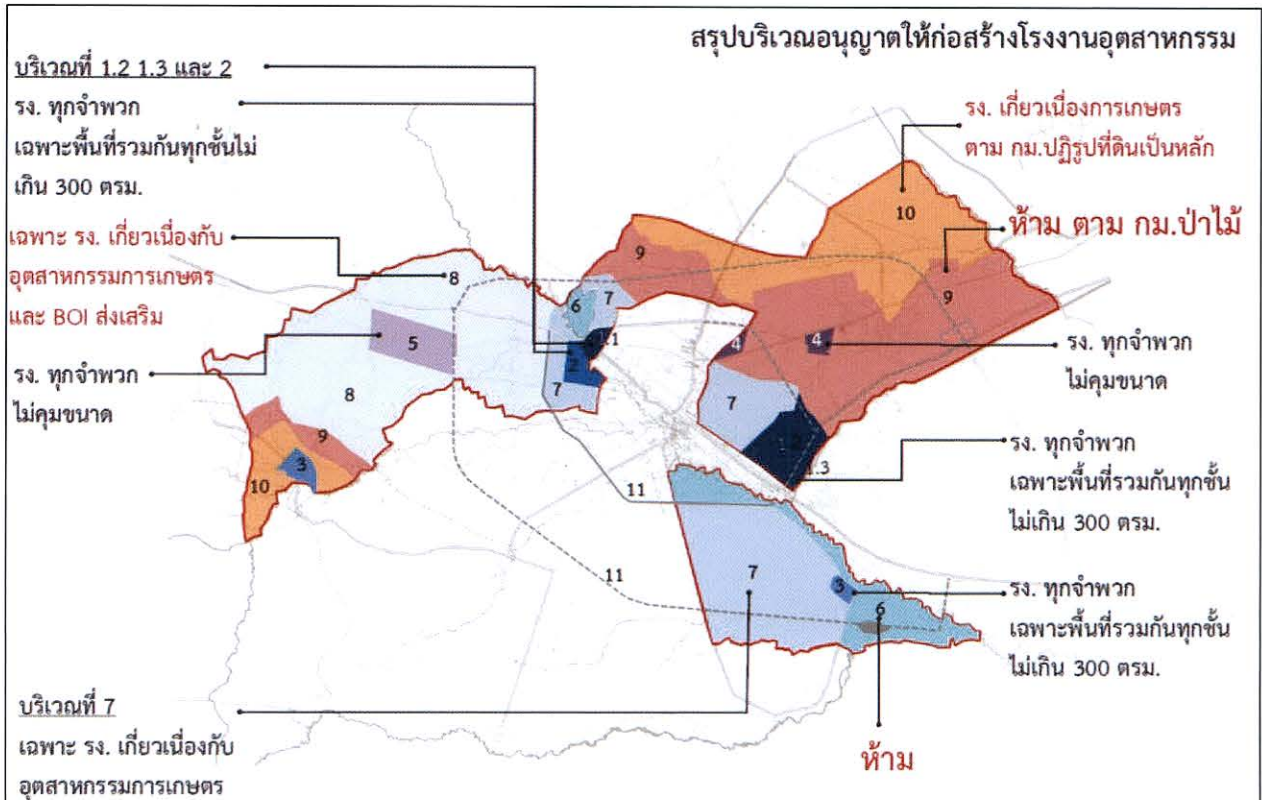 สรุปบริเวณอนุญาตให้ก่อสร้างโรงงานอุตสาหกรรม
บริเวณที่ 1.2 1.3 และ 2
รง. ทุกจำพวก
เฉพาะพื้นที่รวมกันทุกชั้นไม่
เกิน 300 ตรม.
เฉพาะ รง. เกี่ยวเนื่องกับ
อุตสาหกรรมการเกษตร
และ BOI ส่งเสริม
รง. ทุกจำพวก
ไม่คุมขนาด
บริเวณที่ 7
เฉพาะ รง. เกี่ยวเนื่องกับ
อุตสาหกรรมการเกษตร
รง. เกี่ยวเนื่องการเกษตร
ตาม กม.ปฏิรูปที่ดินเป็นหลัก
ห้าม ตาม กม.ป่าไม้
รง. ทุกจำพวก
ไม่คุมขนาด
รง. ทุกจำพวก
เฉพาะพื้นที่รวมกันทุกชั้น
ไม่เกิน 300 ตรม.
รง. ทุกจำพวก
เฉพาะพื้นที่รวมกันทุกชั้น
ไม่เกิน 300 ตรม.
ห้าม
10
9
9
8
7
6
4
4
5
2
7
8
7
9
3
10
11
11
7
3
6